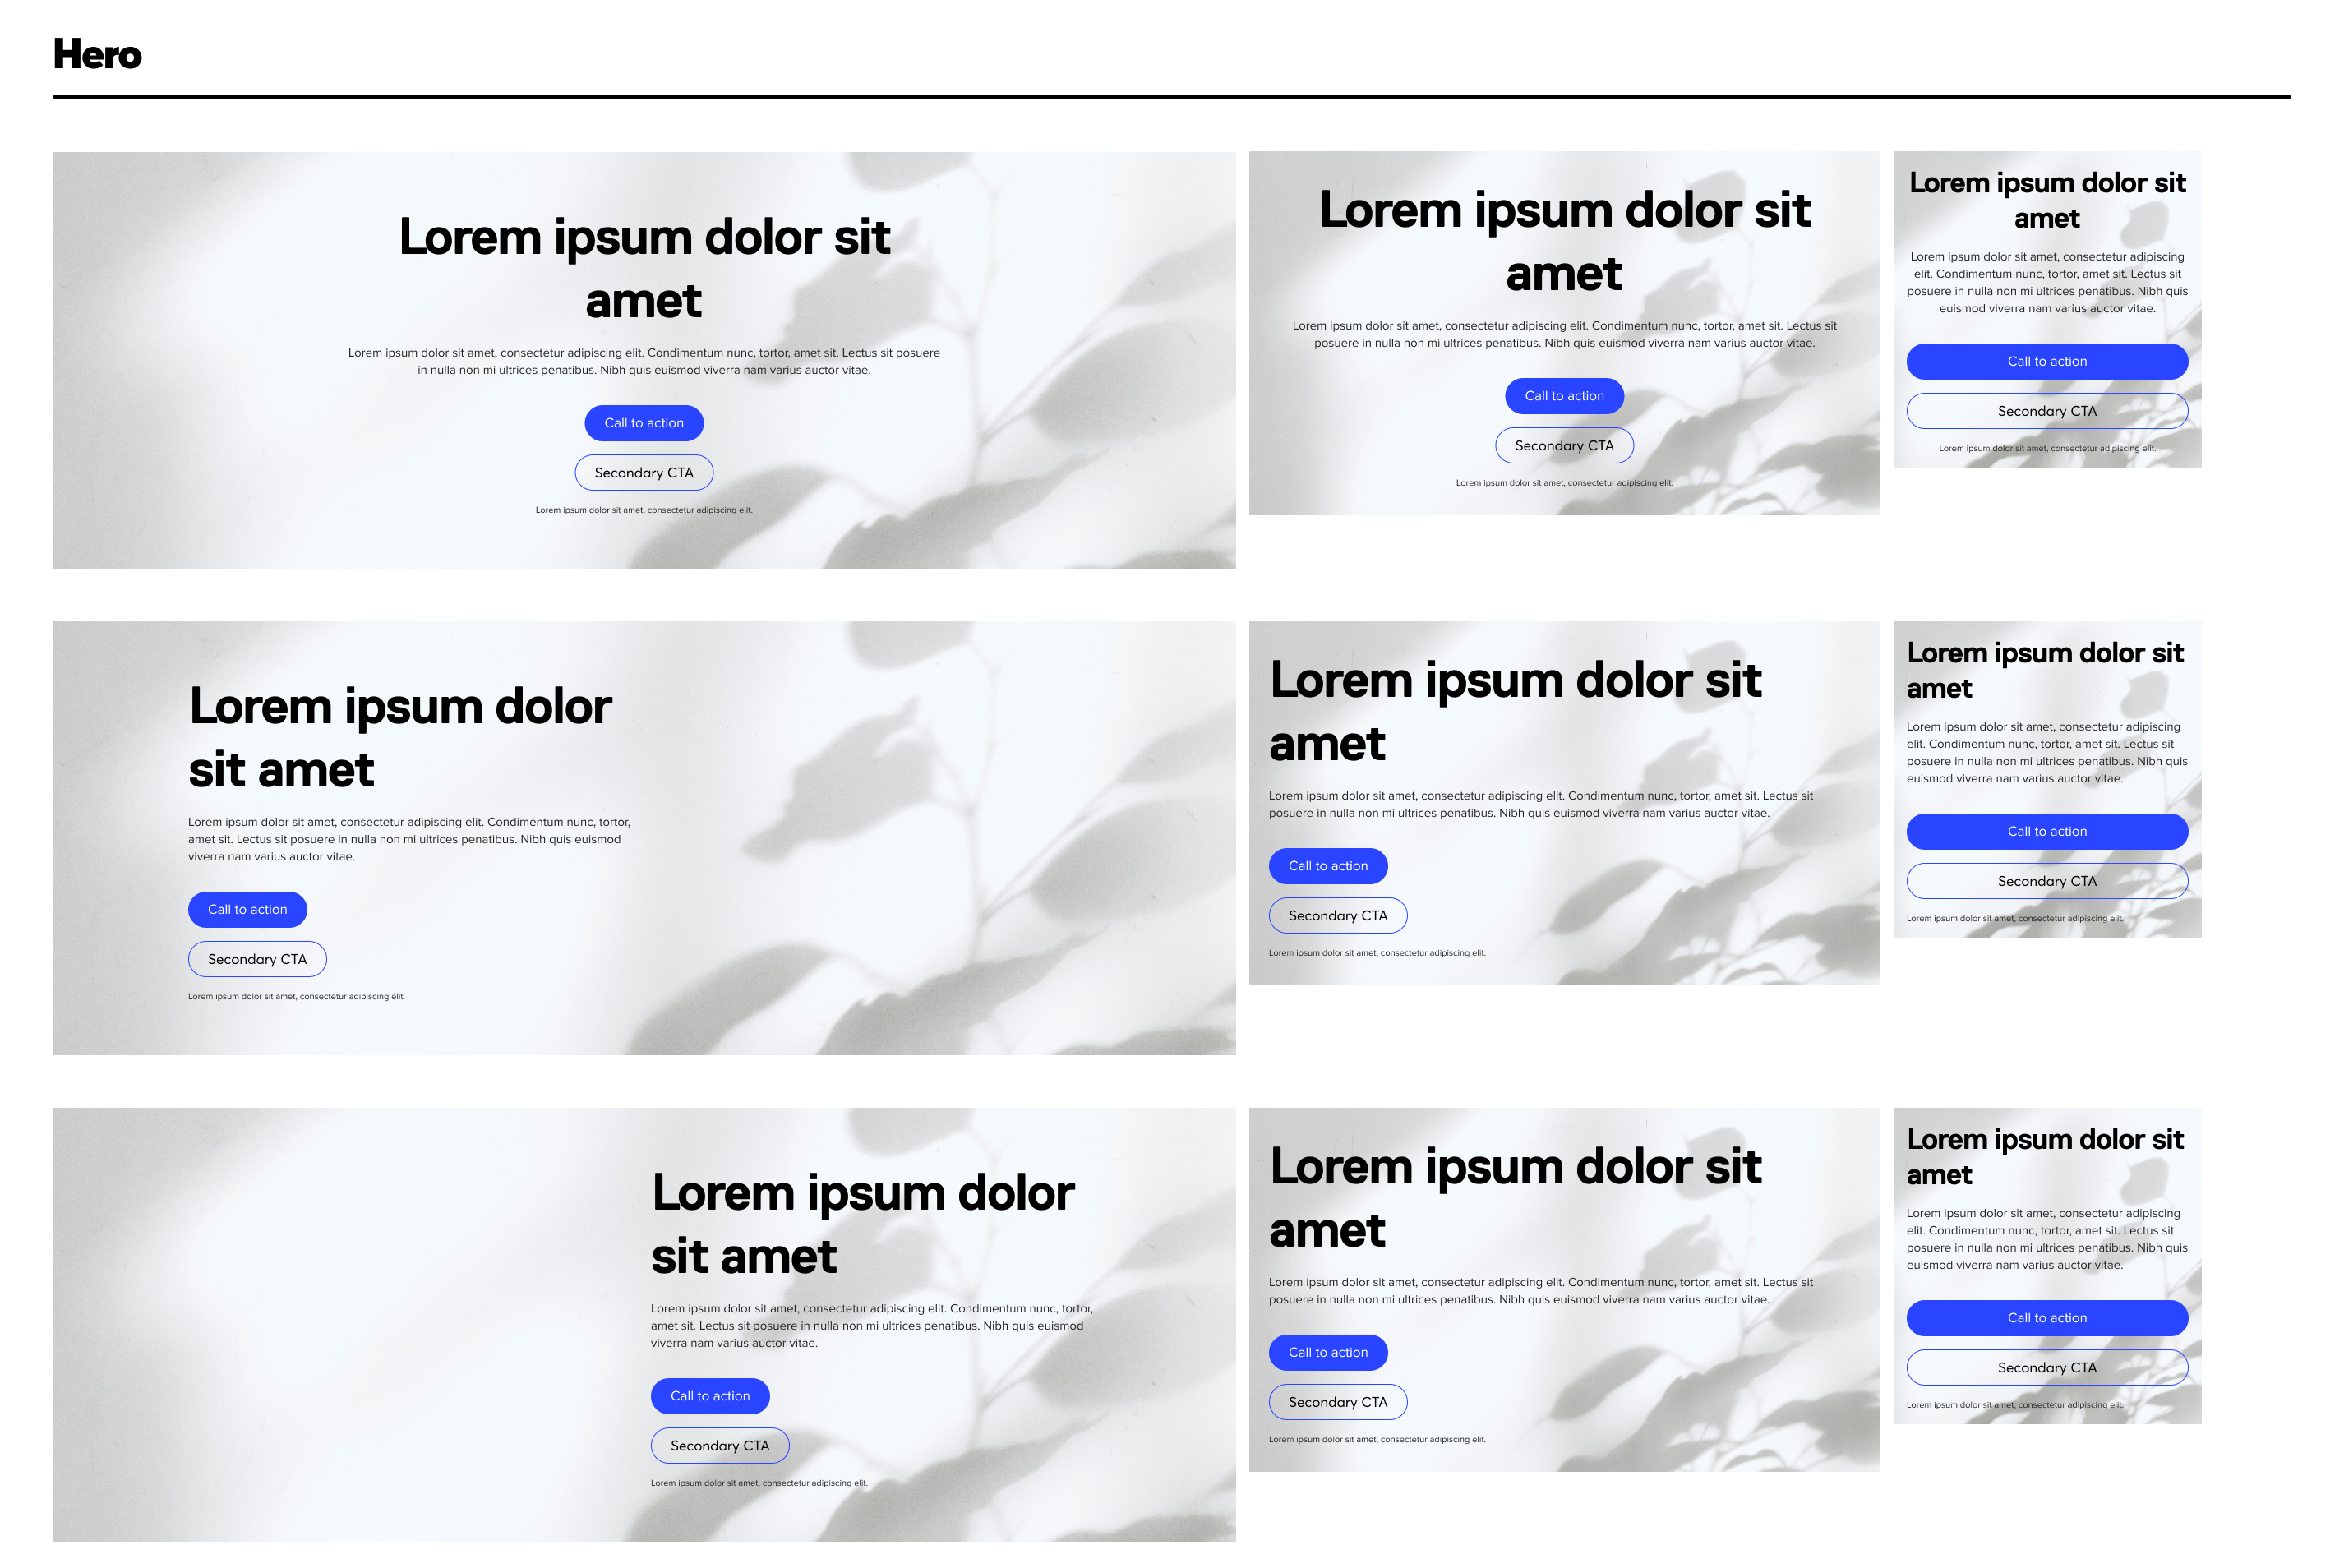 Hero
Lorem ipsum dolor sit
amet
Lorem ipsum dolor sit amet, consectetur adipiscing elit. Condimentum nunc, tortor, amet sit. Lectus sit posuere
in nulla non mi ultrices penatibus. Nibh quis euismod viverra nam varius auctor vitae.
Call to action
Secondary CTA
Lorem ipsum dolor sit amet, consectetur adipiscing elit.
Lorem ipsum dolor sit
amet
Lorem ipsum dolor sit amet, consectetur adipiscing elit. Condimentum nunc, tortor, amet sit. Lectus sit
posuere in nulla non mi ultrices penatibus. Nibh quis euismod viverra nam varius auctor vitae.
Call to action
Secondary CTA
Lorem ipsum dolor sit amet, consectetur adipiscing elit.
Lorem ipsum dolor sit
amet
Lorem ipsum dolor sit amet, consectetur adipiscing
elit. Condimentum nunc, tortor, amet sit. Lectus sit
posuere in nulla non mi ultrices penatibus. Nibh quis
euismod viverra nam varius auctor vitae.
Call to action
Secondary CTA
Lorem ipsum dolor sit amet, consectetur adipiscing elit.
Lorem ipsum dolor
sit amet
Lorem ipsum dolor sit amet, consectetur adipiscing elit. Condimentum nunc, tortor,
amet sit. Lectus sit posuere in nulla non mi ultrices penatibus. Nibh quis euismod
viverra nam varius auctor vitae.
Call to action
Secondary CTA
Lorem ipsum dolor sit amet, consectetur adipiscing elit.
Lorem ipsum dolor sit
amet
Lorem ipsum dolor sit amet, consectetur adipiscing elit. Condimentum nunc, tortor, amet sit. Lectus sit
posuere in nulla non mi ultrices penatibus. Nibh quis euismod viverra nam varius auctor vitae.
Call to action
Secondary CTA
Lorem ipsum dolor sit amet, consectetur adipiscing elit.
Lorem ipsum dolor sit
amet
Lorem ipsum dolor sit amet, consectetur adipiscing
elit. Condimentum nunc, tortor, amet sit. Lectus sit
posuere in nulla non mi ultrices penatibus. Nibh quis
euismod viverra nam varius auctor vitae.
Call to action
Secondary CTA
Lorem ipsum dolor sit amet, consectetur adipiscing elit.
Lorem ipsum dolor
sit amet
Lorem ipsum dolor sit amet, consectetur adipiscing elit. Condimentum nunc, tortor,
amet sit. Lectus sit posuere in nulla non mi ultrices penatibus. Nibh quis euismod
viverra nam varius auctor vitae.
Call to action
Secondary CTA
Lorem ipsum dolor sit amet, consectetur adipiscing elit.
Lorem ipsum dolor sit
amet
Lorem ipsum dolor sit amet, consectetur adipiscing elit. Condimentum nunc, tortor, amet sit. Lectus sit
posuere in nulla non mi ultrices penatibus. Nibh quis euismod viverra nam varius auctor vitae.
Call to action
Secondary CTA
Lorem ipsum dolor sit amet, consectetur adipiscing elit.
Lorem ipsum dolor sit
amet
Lorem ipsum dolor sit amet, consectetur adipiscing
elit. Condimentum nunc, tortor, amet sit. Lectus sit
posuere in nulla non mi ultrices penatibus. Nibh quis
euismod viverra nam varius auctor vitae.
Call to action
Secondary CTA
Lorem ipsum dolor sit amet, consectetur adipiscing elit.